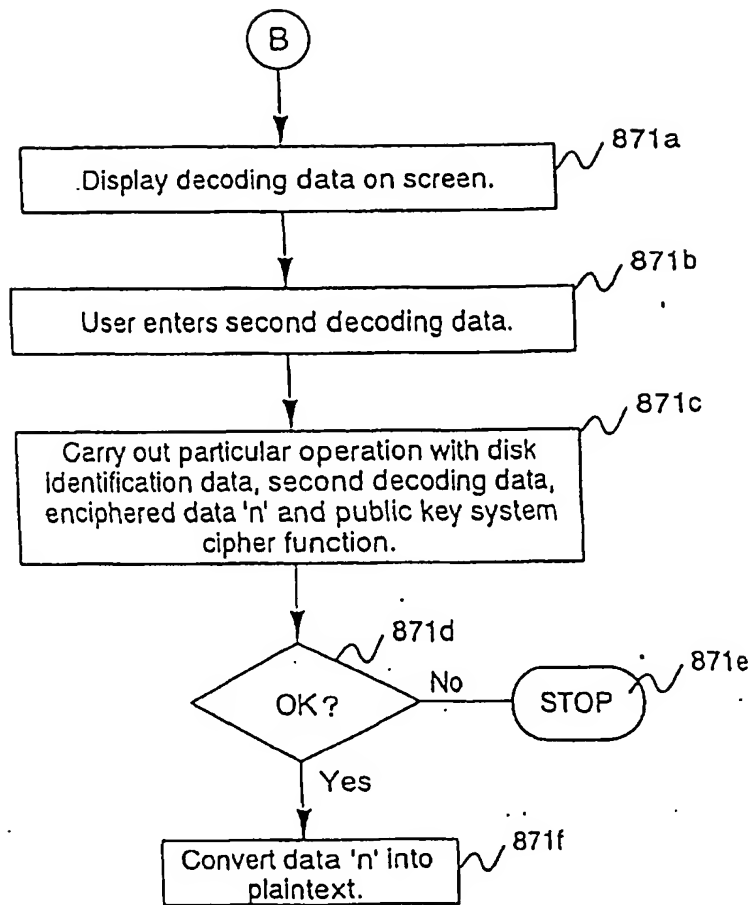 B
871a
Display decoding data on screen.
871b
User enters second decoding data.
871c
Carry out particular operation with disk
identification data, second decoding data,
enciphered data 'n' and public key system
cipher function.
871d
OK?
No
STOP
871e
Yes
871f
Convert data 'n' into
plaintext.